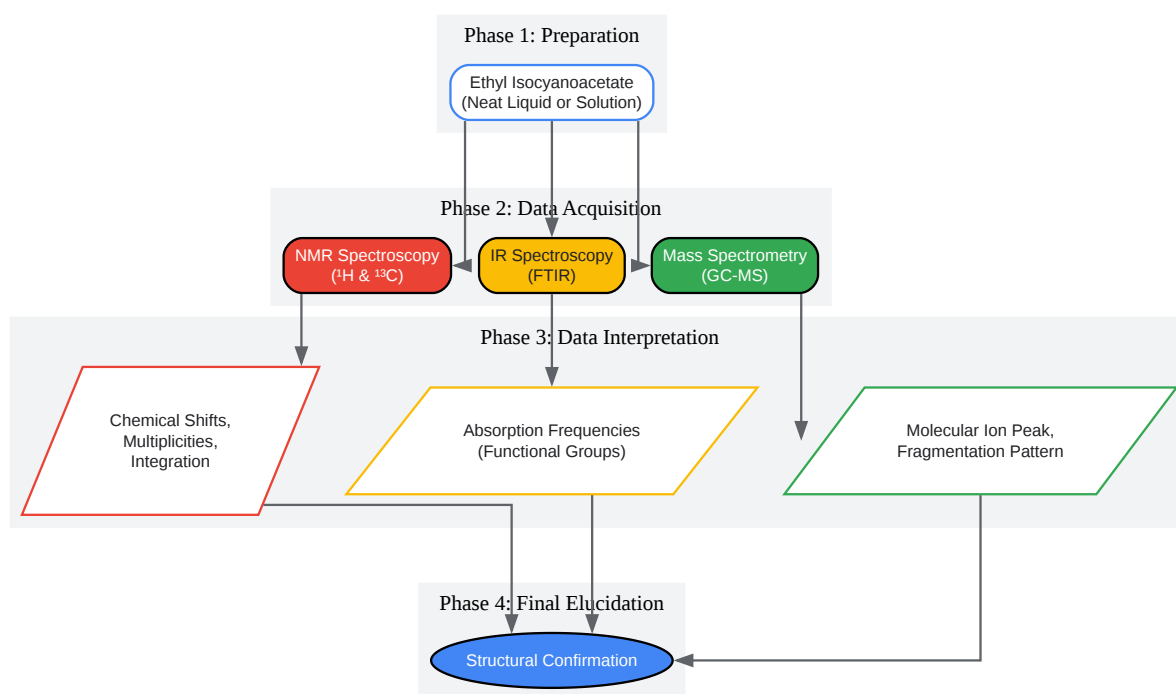 Phase 1: Preparation
Ethyl Isocyanoacetate
(Neat Liquid or Solution)
Phase 2: Data Acquisition
NMR Spectroscopy
(¹H & ¹³C)
IR Spectroscopy
(FTIR)
Mass Spectrometry
(GC-MS)
Phase 3: Data Interpretation
Chemical Shifts,
Multiplicities,
Integration
Absorption Frequencies
(Functional Groups)
Molecular Ion Peak,
Fragmentation Pattern
Phase 4: Final Elucidation
Structural Confirmation